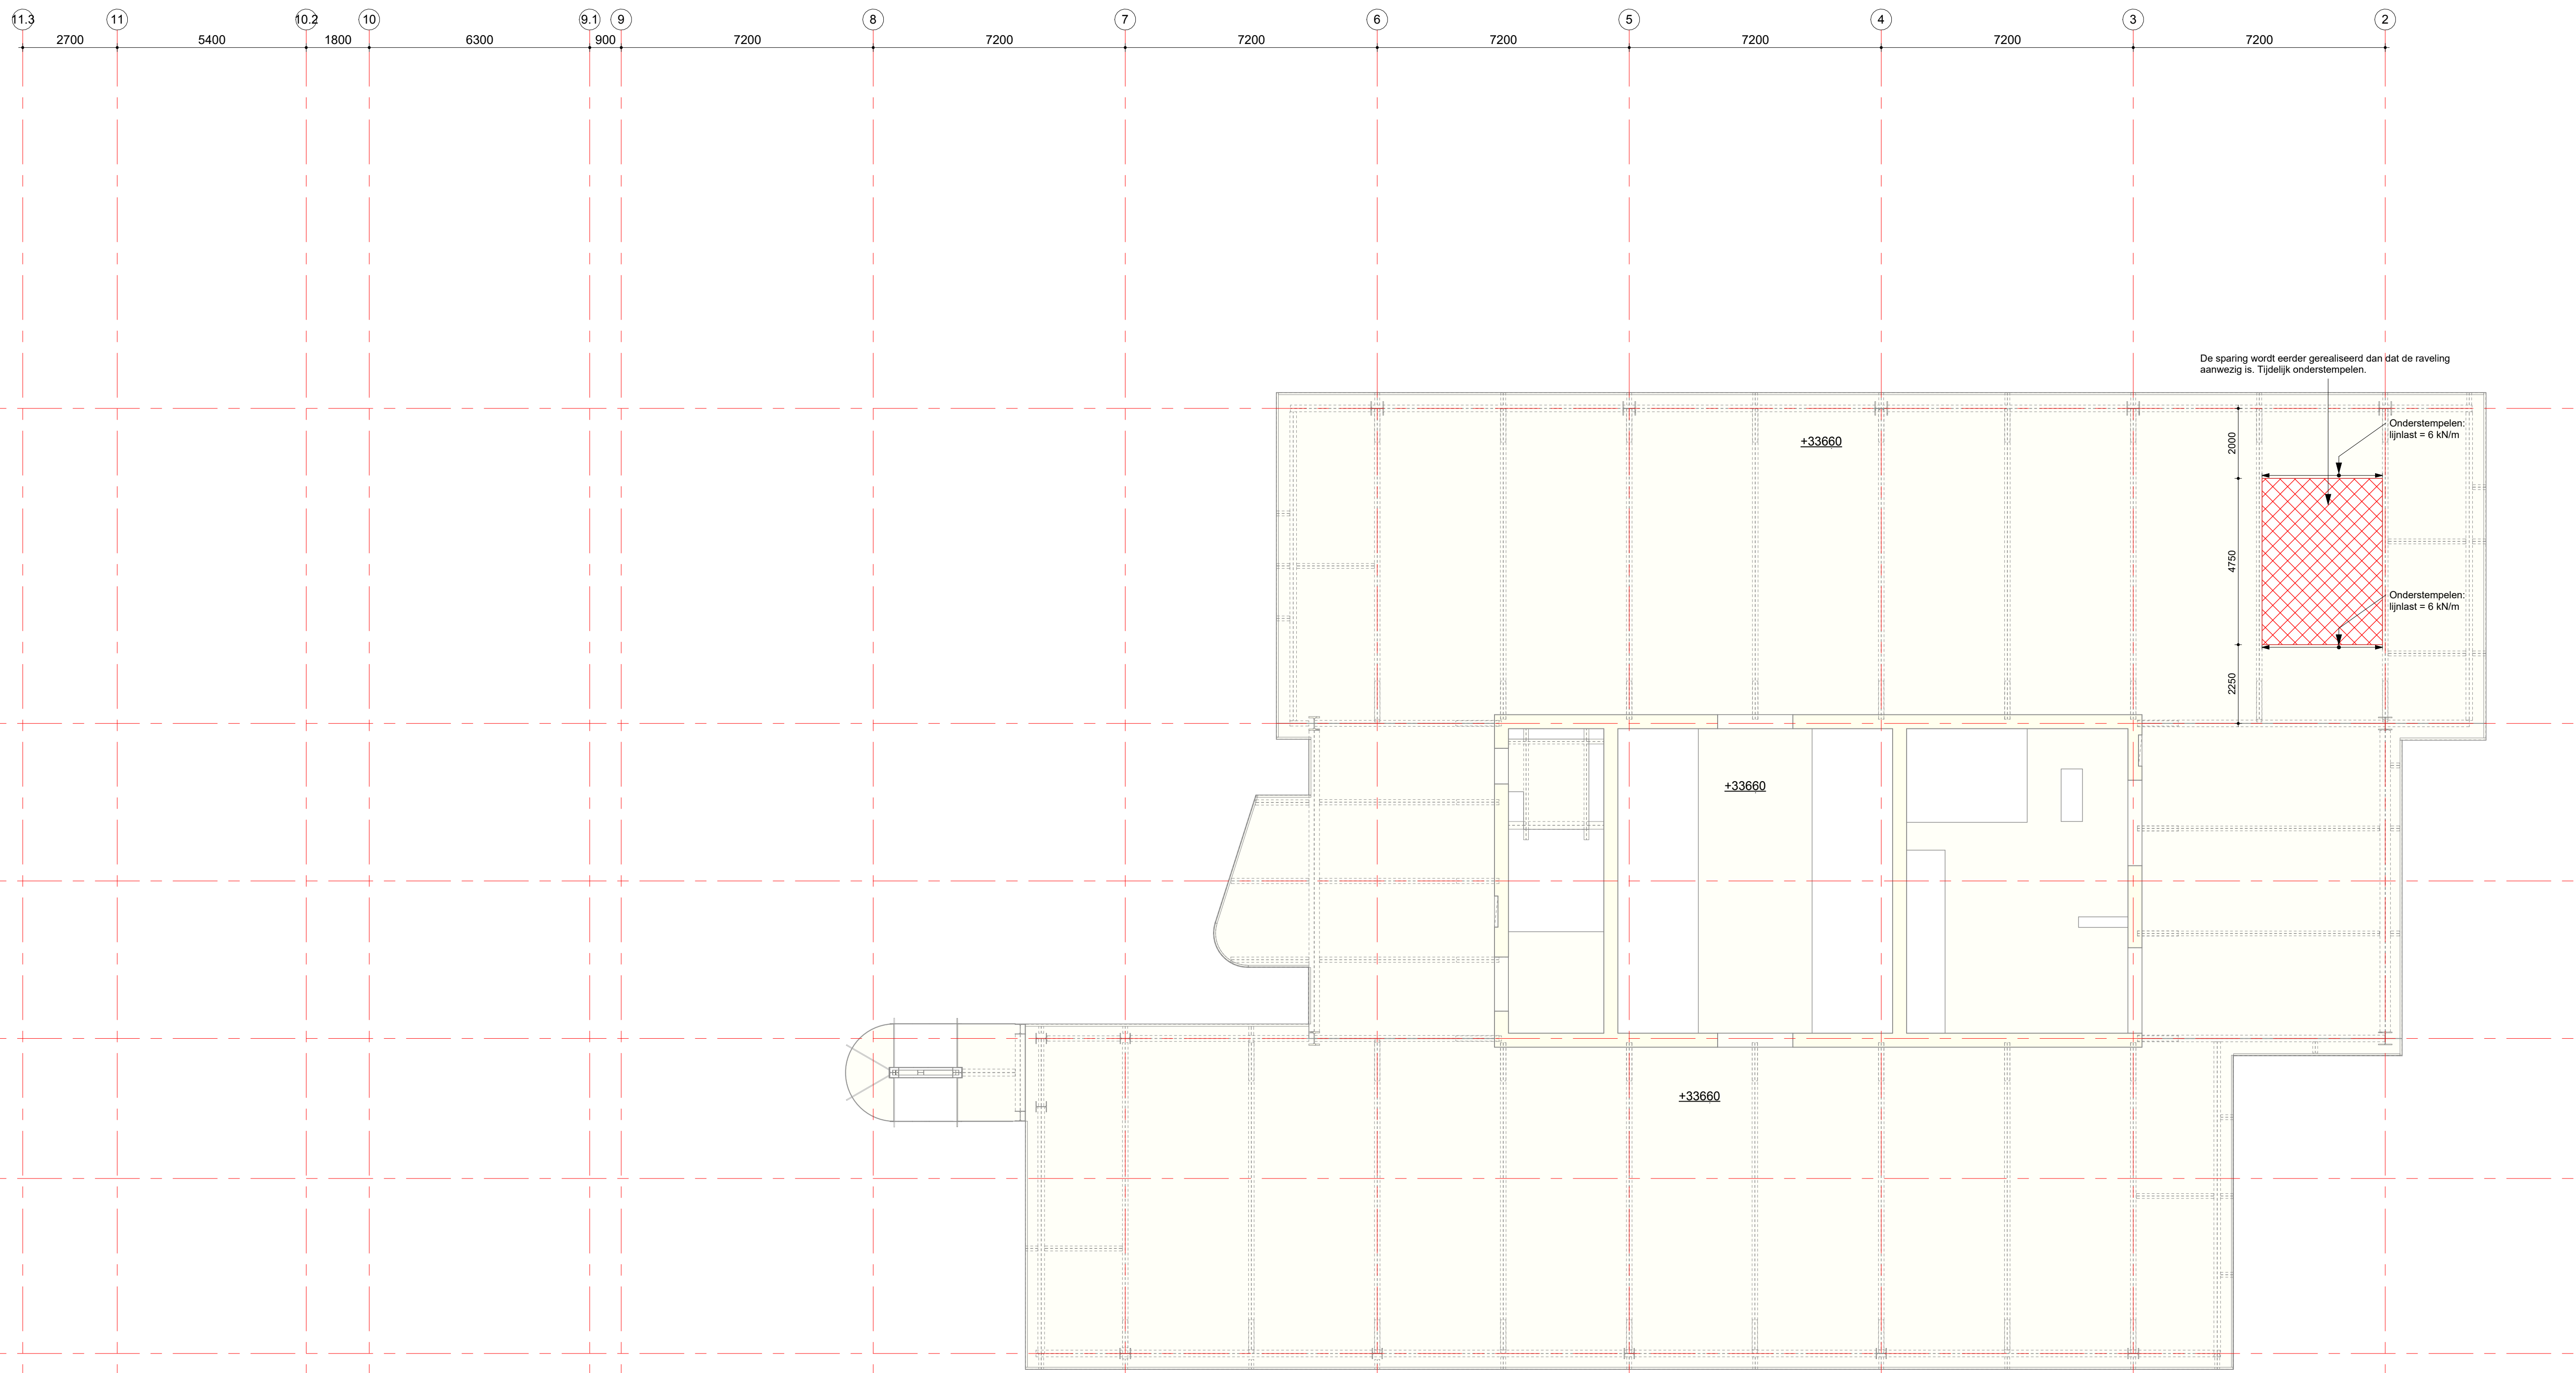 11.3 11 10.2 10 9.1 9 8 7 6 5 4 3 2
2700 5400 1800 6300 900 7200 7200 7200 7200 7200 7200 7200
De sparing wordt eerder gerealiseerd dan dat de raveling
aanwezig is. Tijdelijk onderstempelen.
Onderstempelen:
lijnlast = 6 kN/m
+33660
2000
4750
Onderstempelen:
lijnlast = 6 kN/m
2250
+33660
+33660